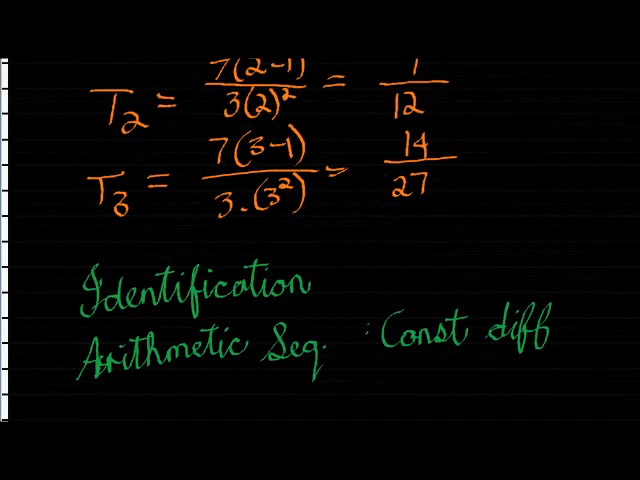 T₂ = 7(2-1) / 3(2)² = 7 / 12
T₃ = 7(3-1) / 3.(3²) = 14 / 27
Identification
Arithmetic Seq. : Const diff